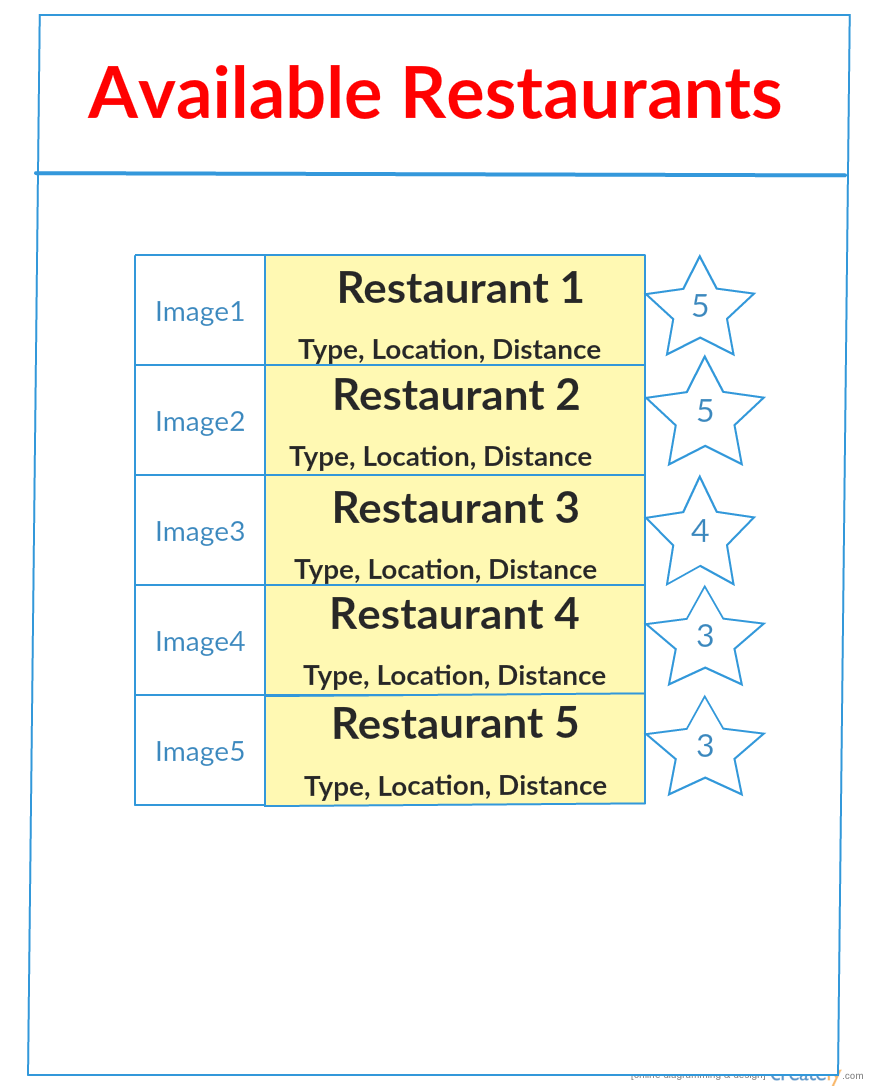 Available Restaurants
Image1
Restaurant 1
Type, Location, Distance
5
Image2
Restaurant 2
Type, Location, Distance
5
Image3
Restaurant 3
Type, Location, Distance
4
Image4
Restaurant 4
Type, Location, Distance
3
Image5
Restaurant 5
Type, Location, Distance
3
[online diagramming & design] creately.com